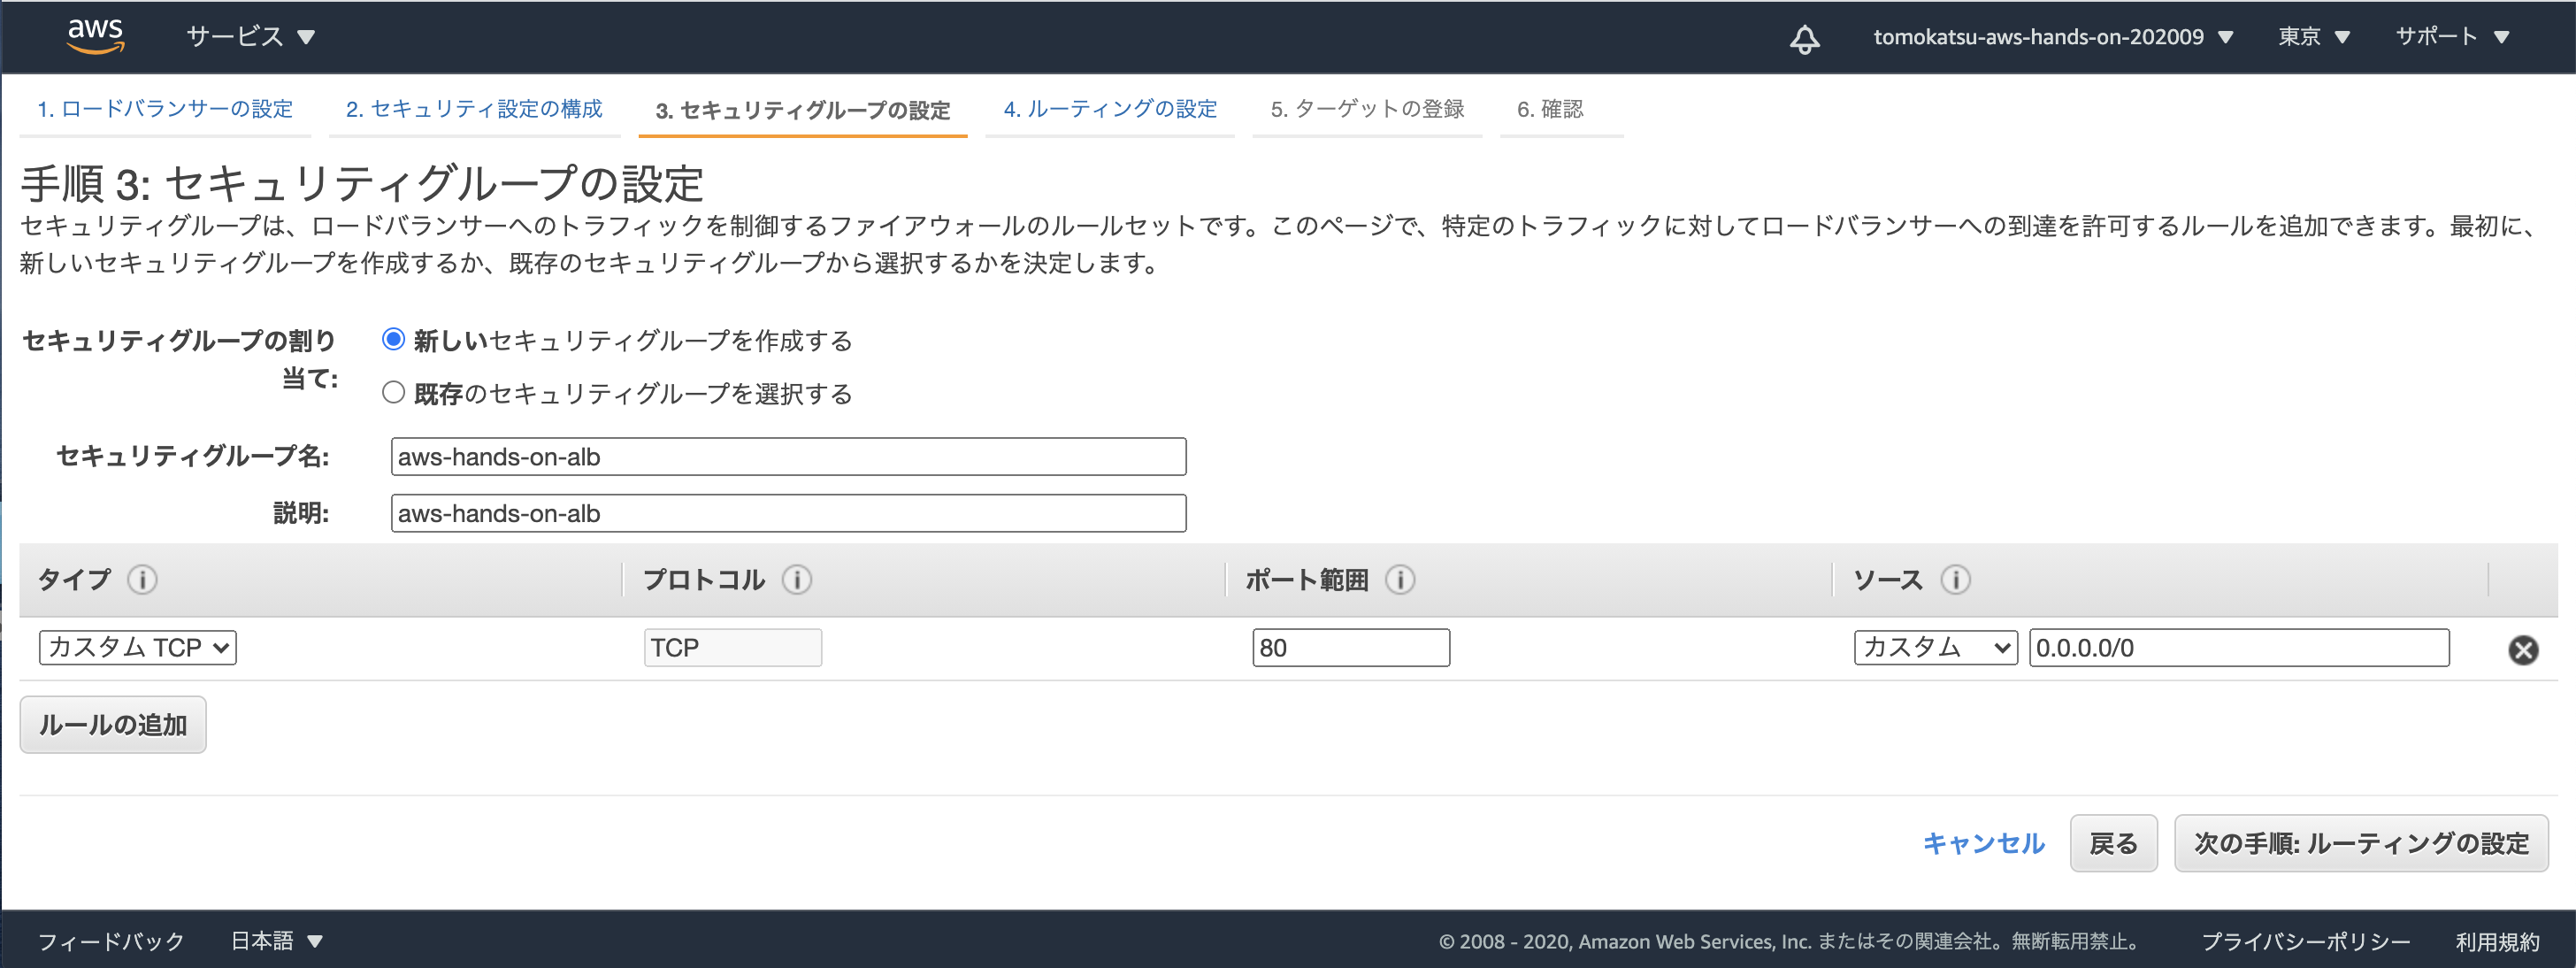 aws サービス tomokatsu-aws-hands-on-202009 東京 サポート
1. ロードバランサーの設定 2. セキュリティ設定の構成 3. セキュリティグループの設定 4. ルーティングの設定 5. ターゲットの登録 6. 確認
手順 3: セキュリティグループの設定
セキュリティグループは、ロードバランサーへのトラフィックを制御するファイアウォールのルールセットです。このページで、特定のトラフィックに対してロードバランサーへの到達を許可するルールを追加できます。最初に、
新しいセキュリティグループを作成するか、既存のセキュリティグループから選択するかを決定します。
セキュリティグループの割り
当て:
新しいセキュリティグループを作成する
既存のセキュリティグループを選択する
セキュリティグループ名: aws-hands-on-alb
説明: aws-hands-on-alb
タイプ プロトコル ポート範囲 ソース
カスタム TCP TCP 80 カスタム 0.0.0.0/0
ルールの追加
キャンセル 戻る 次の手順: ルーティングの設定
フィードバック 日本語 © 2008 - 2020, Amazon Web Services, Inc. またはその関連会社。無断転用禁止。 プライバシーポリシー 利用規約